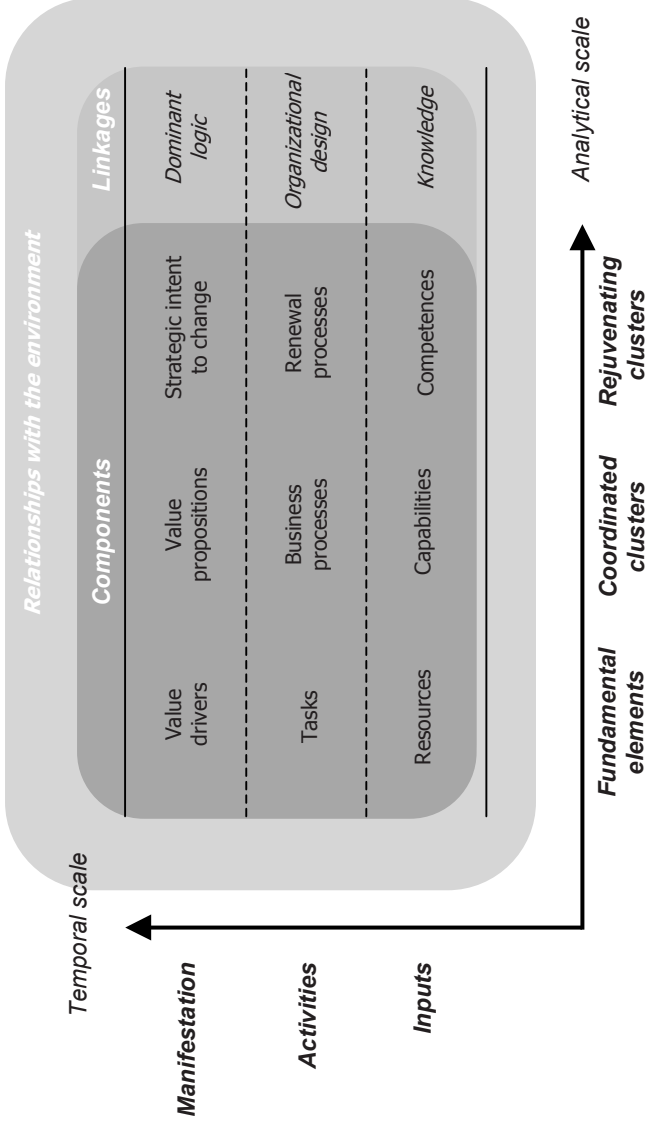 Relationships with the environment
Components
Linkages
Temporal scale
Manifestation
Value
drivers
Value
propositions
Strategic intent
to change
Dominant
logic
Activities
Tasks
Business
processes
Renewal
processes
Organizational
design
Inputs
Resources
Capabilities
Competences
Knowledge
Fundamental
elements
Coordinated
clusters
Rejuvenating
clusters
Analytical scale